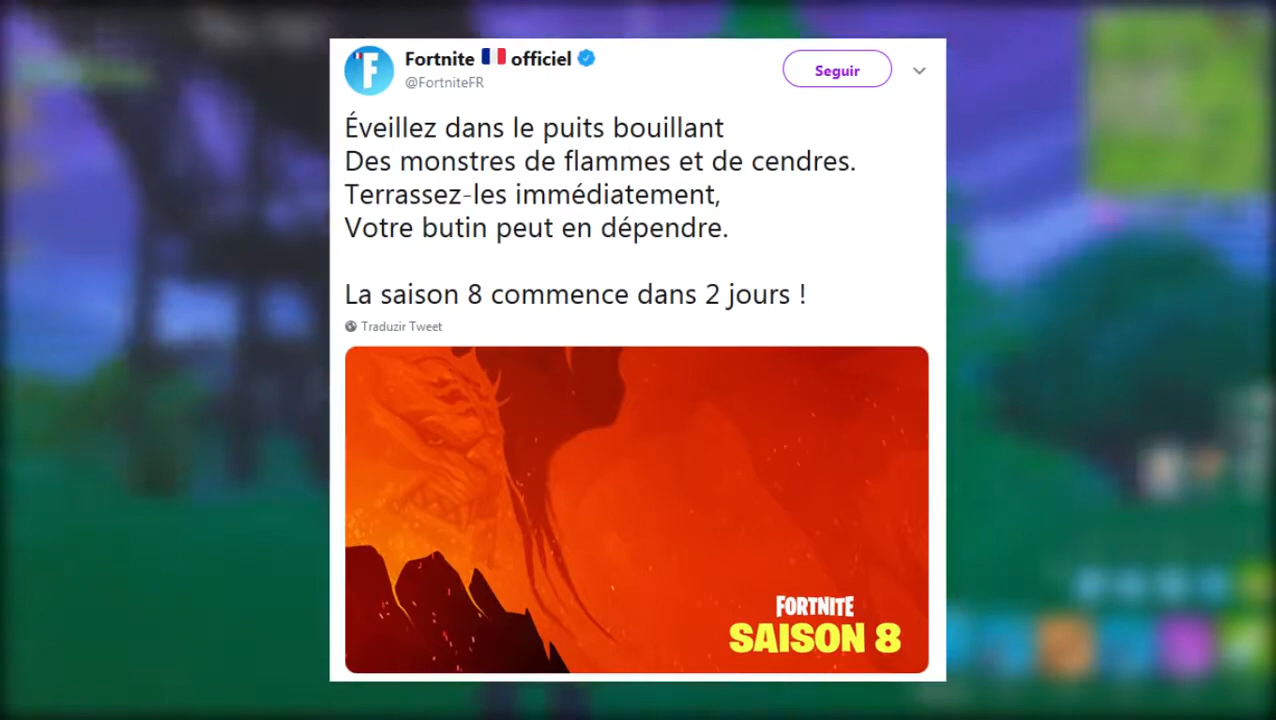 Fortnite 🇫🇷 officiel
@FortniteFR
Seguir
Éveillez dans le puits bouillant
Des monstres de flammes et de cendres.
Terrassez-les immédiatement,
Votre butin peut en dépendre.
La saison 8 commence dans 2 jours !
Traduzir Tweet
FORTNITE
SAISON 8